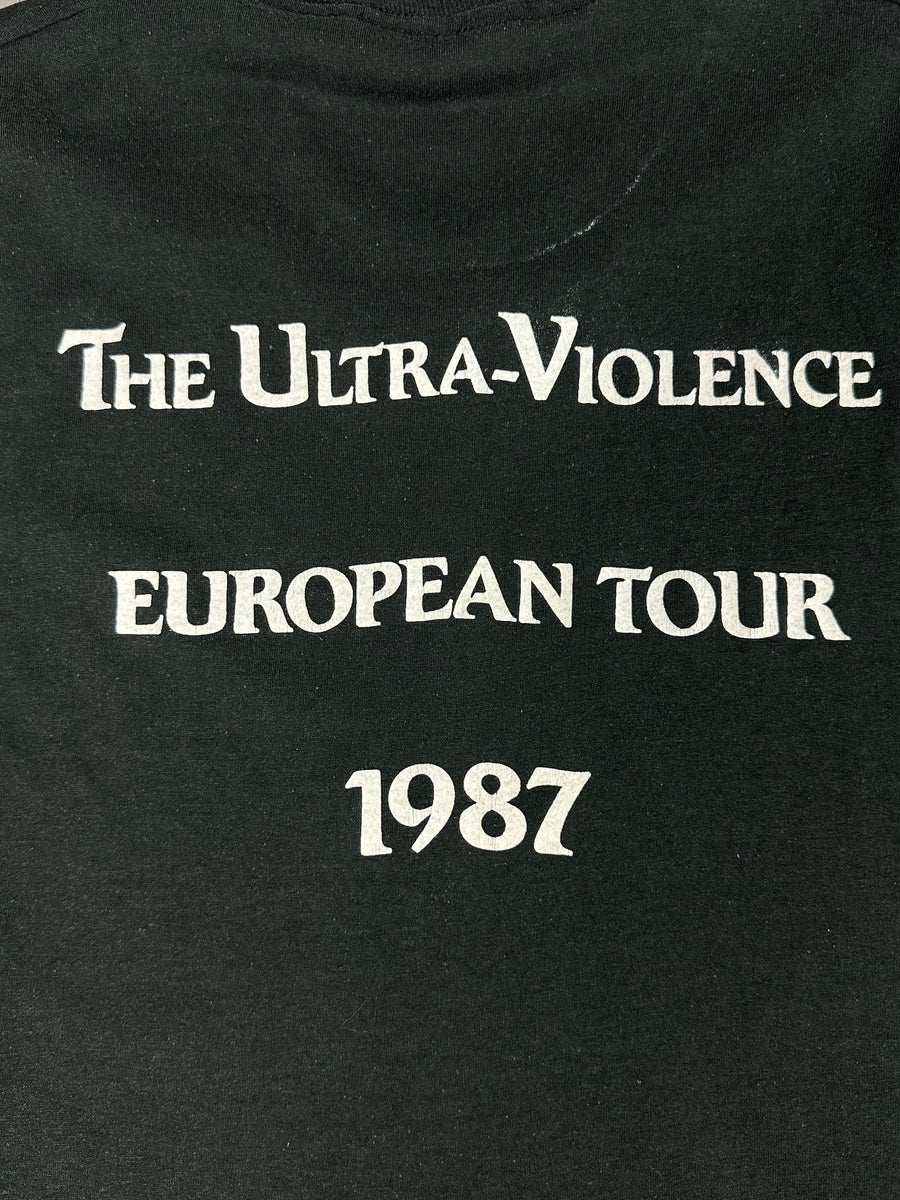 The Ultra-Violence
EUROPEAN TOUR
1987